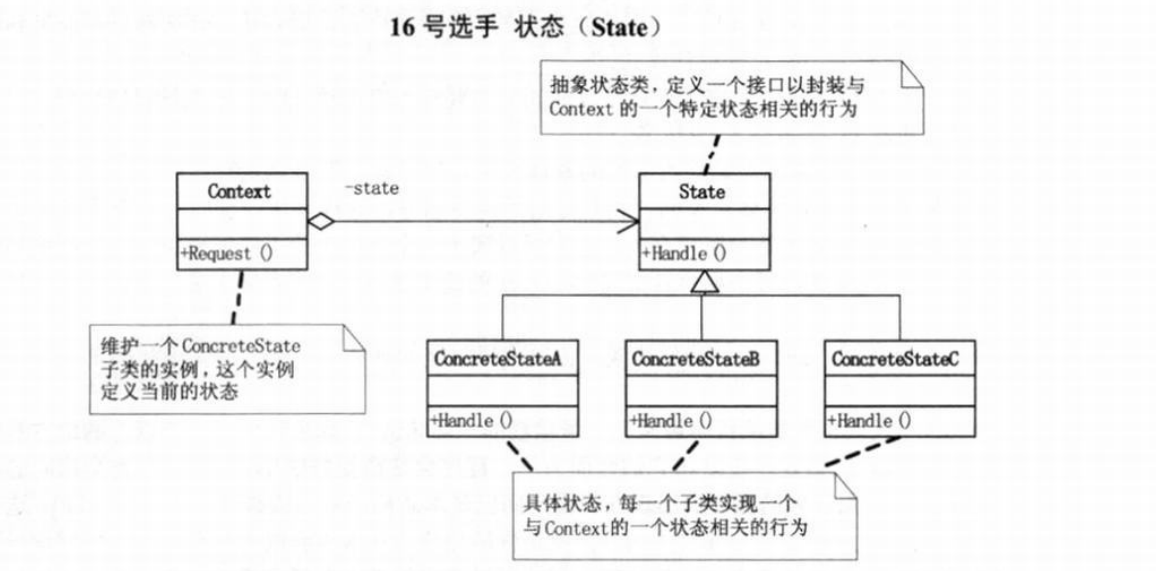 16 号选手 状态（State）
抽象状态类，定义一个接口以封装与
Context 的一个特定状态相关的行为
Context
-state
State
+Request ()
+Handle ()
维护一个 ConcreteState
子类的实例，这个实例
定义当前的状态
ConcreteStateA
ConcreteStateB
ConcreteStateC
+Handle ()
+Handle ()
+Handle ()
具体状态，每一个子类实现一个
与Context的一个状态相关的行为